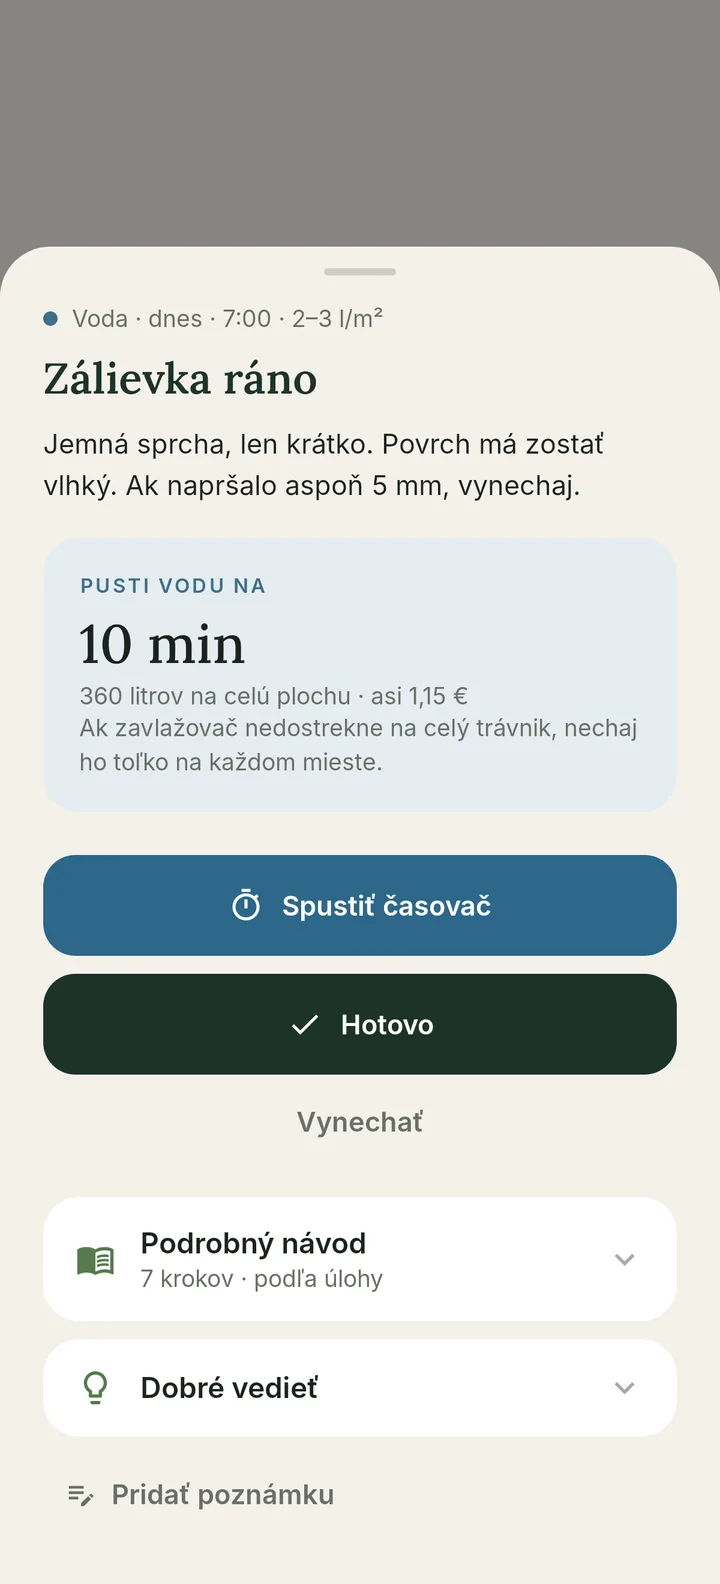 Voda · dnes · 7:00 · 2–3 l/m²
Zálievka ráno
Jemná sprcha, len krátko. Povrch má zostať
vlhký. Ak napršalo aspoň 5 mm, vynechaj.
PUSTI VODU NA
10 min
360 litrov na celú plochu · asi 1,15 €
Ak zavlažovač nedostrekne na celý trávnik, nechaj
ho toľko na každom mieste.
Spustiť časovač
Hotovo
Vynechať
Podrobný návod
7 krokov · podľa úlohy
Dobré vedieť
Pridať poznámku